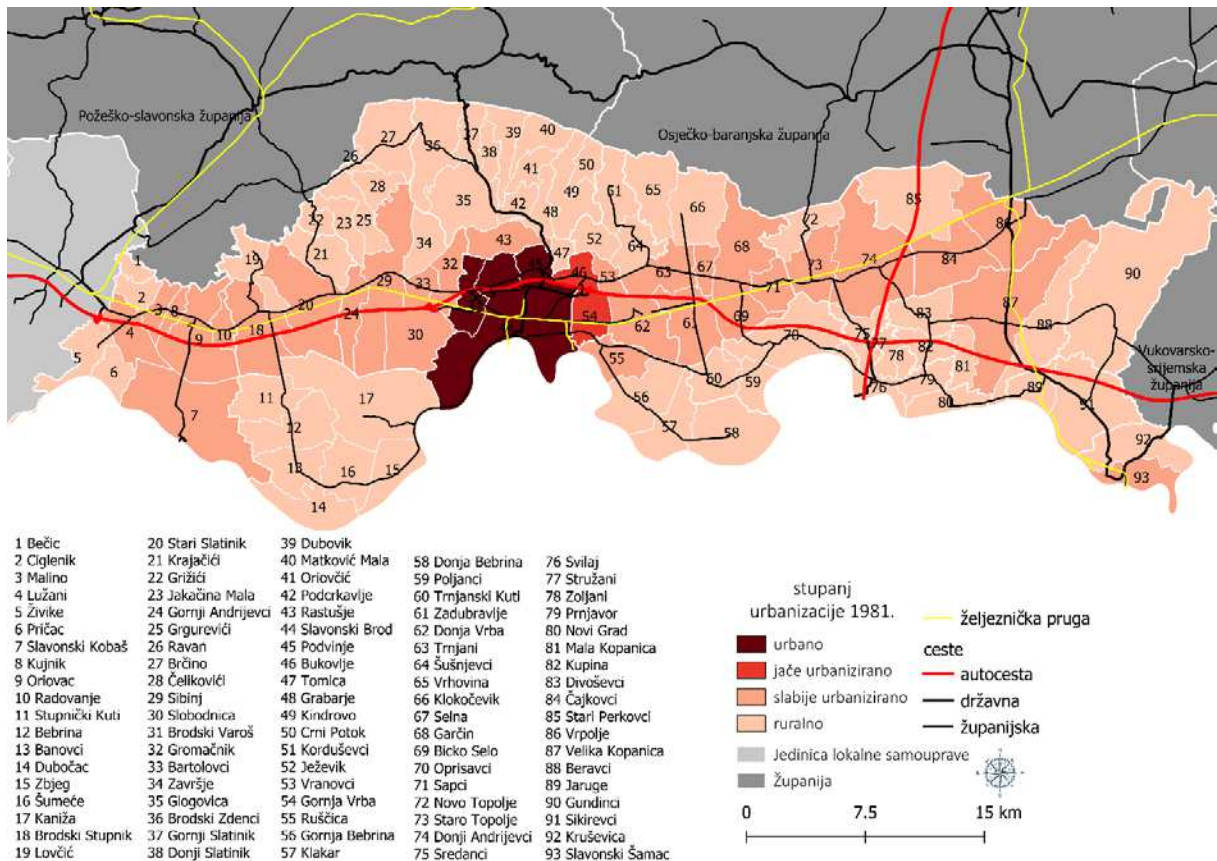 Požeško-slavonska županija
Osječko-baranjska županija
Vukovarsko-
srijemska
županija
1 Bečic
2 Ciglenik
3 Malino
4 Lužani
5 Živike
6 Pričac
7 Slavonski Kobaš
8 Kujnik
9 Oriovac
10 Radovanje
11 Stupnički Kuti
12 Bebrina
13 Banovci
14 Dubočac
15 Zbjeg
16 Šumeće
17 Kaniža
18 Brodski Stupnik
19 Lovčić
20 Stari Slatinik
21 Krajačići
22 Grižići
23 Jakačina Mala
24 Gornji Andrijevci
25 Grgurevići
26 Ravan
27 Brčino
28 Čelikovići
29 Sibinj
30 Slobodnica
31 Brodski Varoš
32 Gromačnik
33 Bartolovci
34 Završje
35 Glogovica
36 Brodski Zdenci
37 Gornji Slatinik
38 Donji Slatinik
39 Dubovik
40 Matković Mala
41 Oriovčić
42 Podcrkavlje
43 Rastušje
44 Slavonski Brod
45 Podvinje
46 Bukovlje
47 Tomica
48 Grabarje
49 Kindrovo
50 Crni Potok
51 Korduševci
52 Ježevik
53 Vranovci
54 Gornja Vrba
55 Ruščica
56 Gornja Bebrina
57 Klakar
58 Donja Bebrina
59 Poljanci
60 Trnjanski Kuti
61 Zadubravlje
62 Donja Vrba
63 Trnjani
64 Šušnjevci
65 Vrhovina
66 Klokočevik
67 Selna
68 Garčin
69 Bicko Selo
70 Oprisavci
71 Sapci
72 Novo Topolje
73 Staro Topolje
74 Donji Andrijevci
75 Sredanci
76 Svilaj
77 Stružani
78 Zoljani
79 Prnjavor
80 Novi Grad
81 Mala Kopanica
82 Kupina
83 Divoševci
84 Čajkovci
85 Stari Perkovci
86 Vrpolje
87 Velika Kopanica
88 Beravci
89 Jaruge
90 Gundinci
91 Sikirevci
92 Kruševica
93 Slavonski Šamac
stupanj
urbanizacije 1981.
urbano
jače urbanizirano
slabije urbanizirano
ruralno
Jedinica lokalne samouprave
Županija
željeznička pruga
ceste
autocesta
državna
županijska
0 7.5 15 km